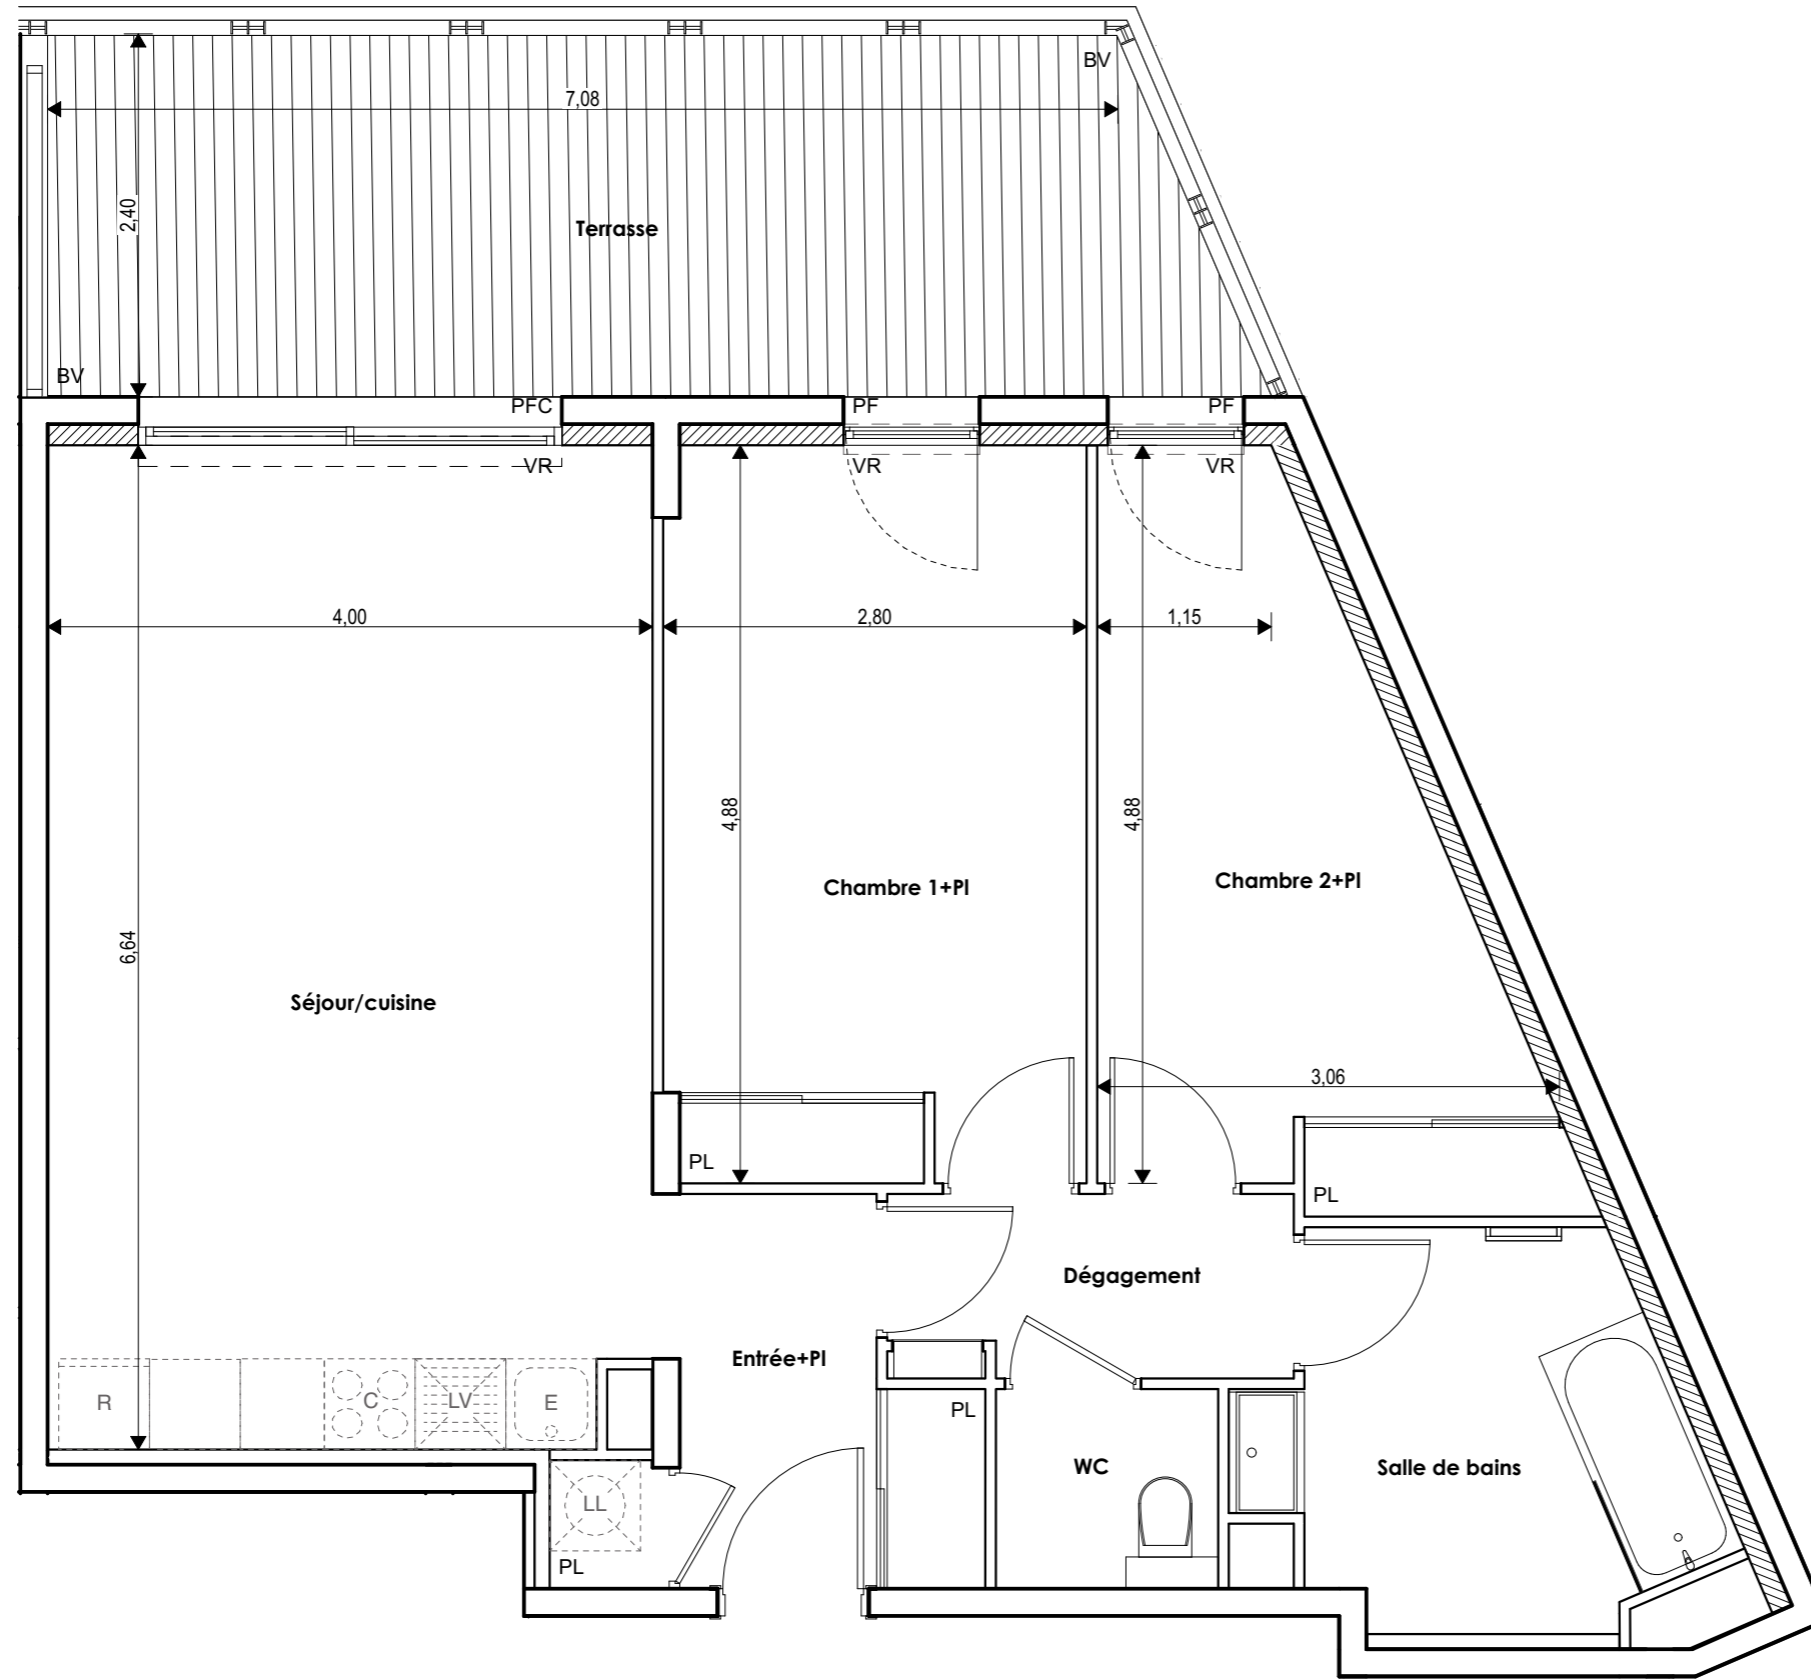 BV
7,08
2,40
Terrasse
BV
PFC
PF
PF
VR
VR
VR
4,00
2,80
1,15
4,88
4,88
6,64
Chambre 1+Pl
Chambre 2+Pl
Séjour/cuisine
3,06
PL
PL
Dégagement
Entrée+Pl
R
C
LV
E
PL
WC
Salle de bains
LL
PL